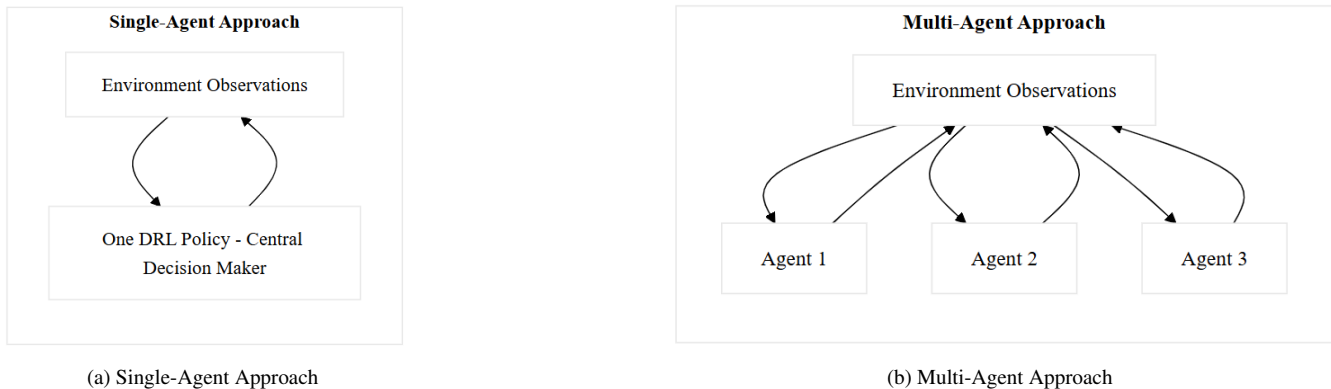 Single-Agent Approach
Environment Observations
One DRL Policy - Central
Decision Maker
(a) Single-Agent Approach
Multi-Agent Approach
Environment Observations
Agent 1
Agent 2
Agent 3
(b) Multi-Agent Approach